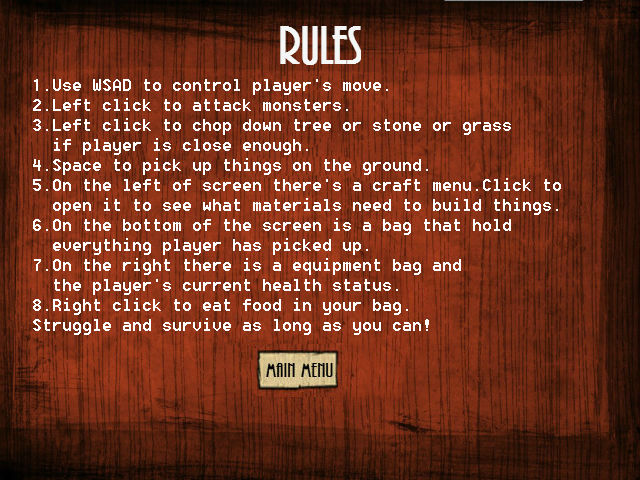 RULES
1.Use WSAD to control player's move.
2.Left click to attack monsters.
3.Left click to chop down tree or stone or grass
if player is close enough.
4.Space to pick up things on the ground.
5.On the left of screen there's a craft menu.Click to
open it to see what materials need to build things.
6.On the bottom of the screen is a bag that hold
everything player has picked up.
7.On the right there is a equipment bag and
the player's current health status.
8.Right click to eat food in your bag.
Struggle and survive as long as you can!
MAIN MENU